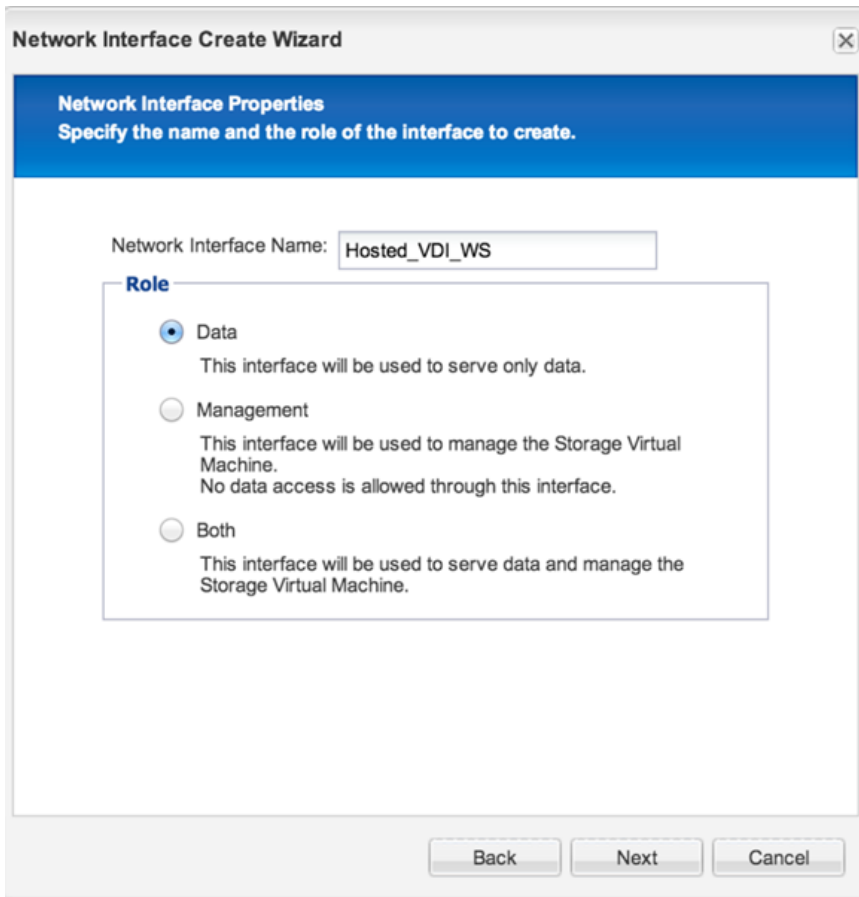 Network Interface Create Wizard
Network Interface Properties
Specify the name and the role of the interface to create.
Network Interface Name: Hosted_VDI_WS
Role
Data
This interface will be used to serve only data.
Management
This interface will be used to manage the Storage Virtual
Machine.
No data access is allowed through this interface.
Both
This interface will be used to serve data and manage the
Storage Virtual Machine.
Back Next Cancel